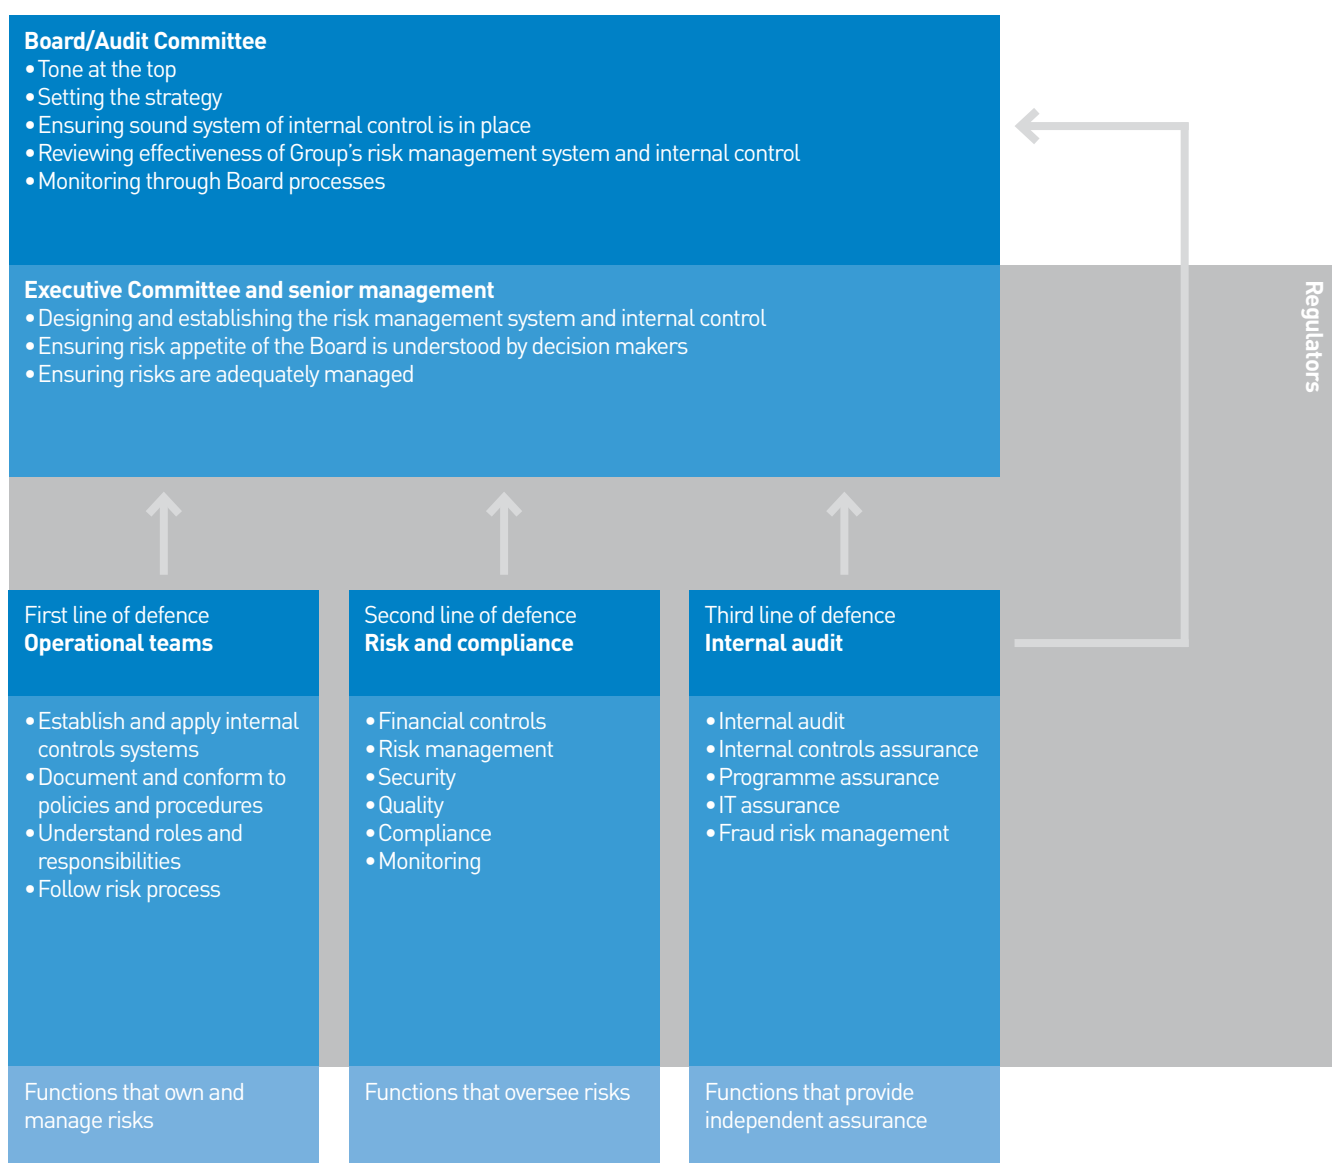 Board/Audit Committee
• Tone at the top
• Setting the strategy
• Ensuring sound system of internal control is in place
• Reviewing effectiveness of Group’s risk management system and internal control
• Monitoring through Board processes
Executive Committee and senior management
• Designing and establishing the risk management system and internal control
• Ensuring risk appetite of the Board is understood by decision makers
• Ensuring risks are adequately managed
Regulators
First line of defence
Operational teams
• Establish and apply internal
controls systems
• Document and conform to
policies and procedures
• Understand roles and
responsibilities
• Follow risk process
Functions that own and
manage risks
Second line of defence
Risk and compliance
• Financial controls
• Risk management
• Security
• Quality
• Compliance
• Monitoring
Functions that oversee risks
Third line of defence
Internal audit
• Internal audit
• Internal controls assurance
• Programme assurance
• IT assurance
• Fraud risk management
Functions that provide
independent assurance